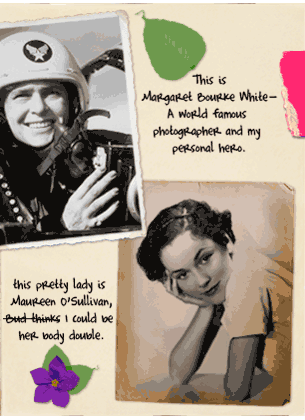 This is
Margaret Bourke White-
A world famous
photographer and my
personal hero.
this pretty lady is
Maureen O'Sullivan,
Bud thinks I could be
her body double.